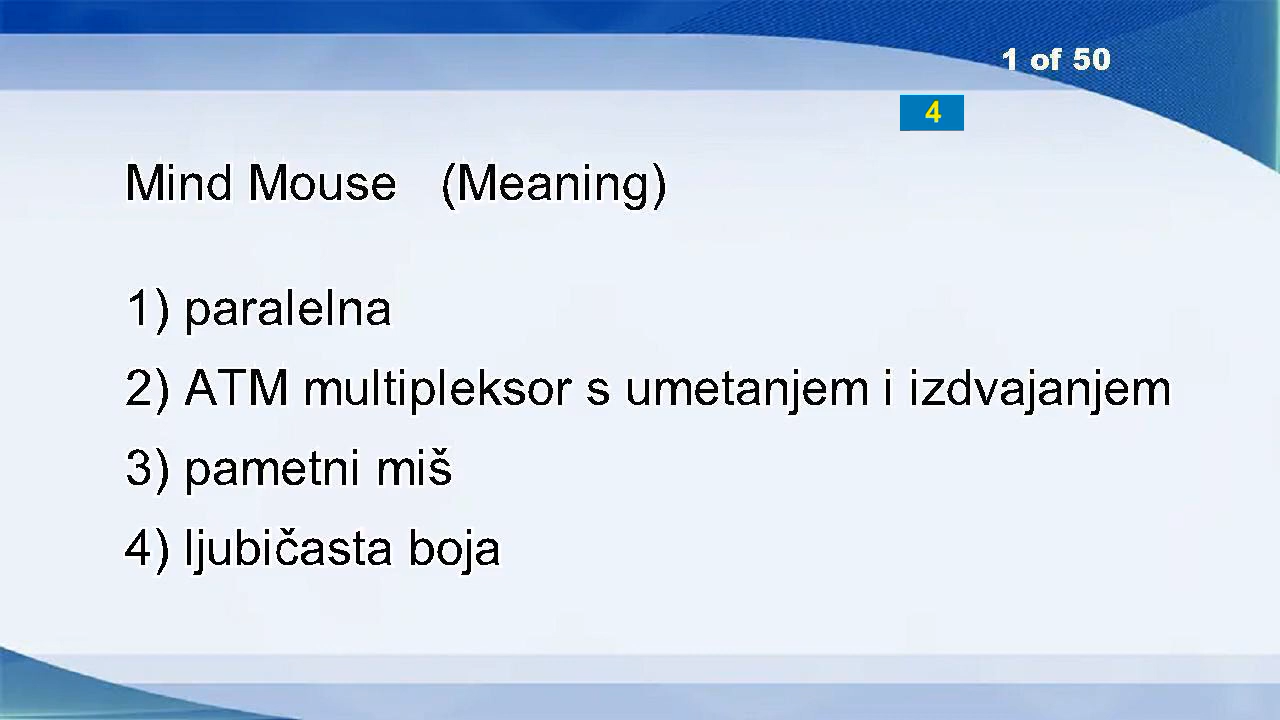 1 of 50
4
Mind Mouse (Meaning)
1) paralelna
2) ATM multipleksor s umetanjem i izdvajanjem
3) pametni miš
4) ljubičasta boja